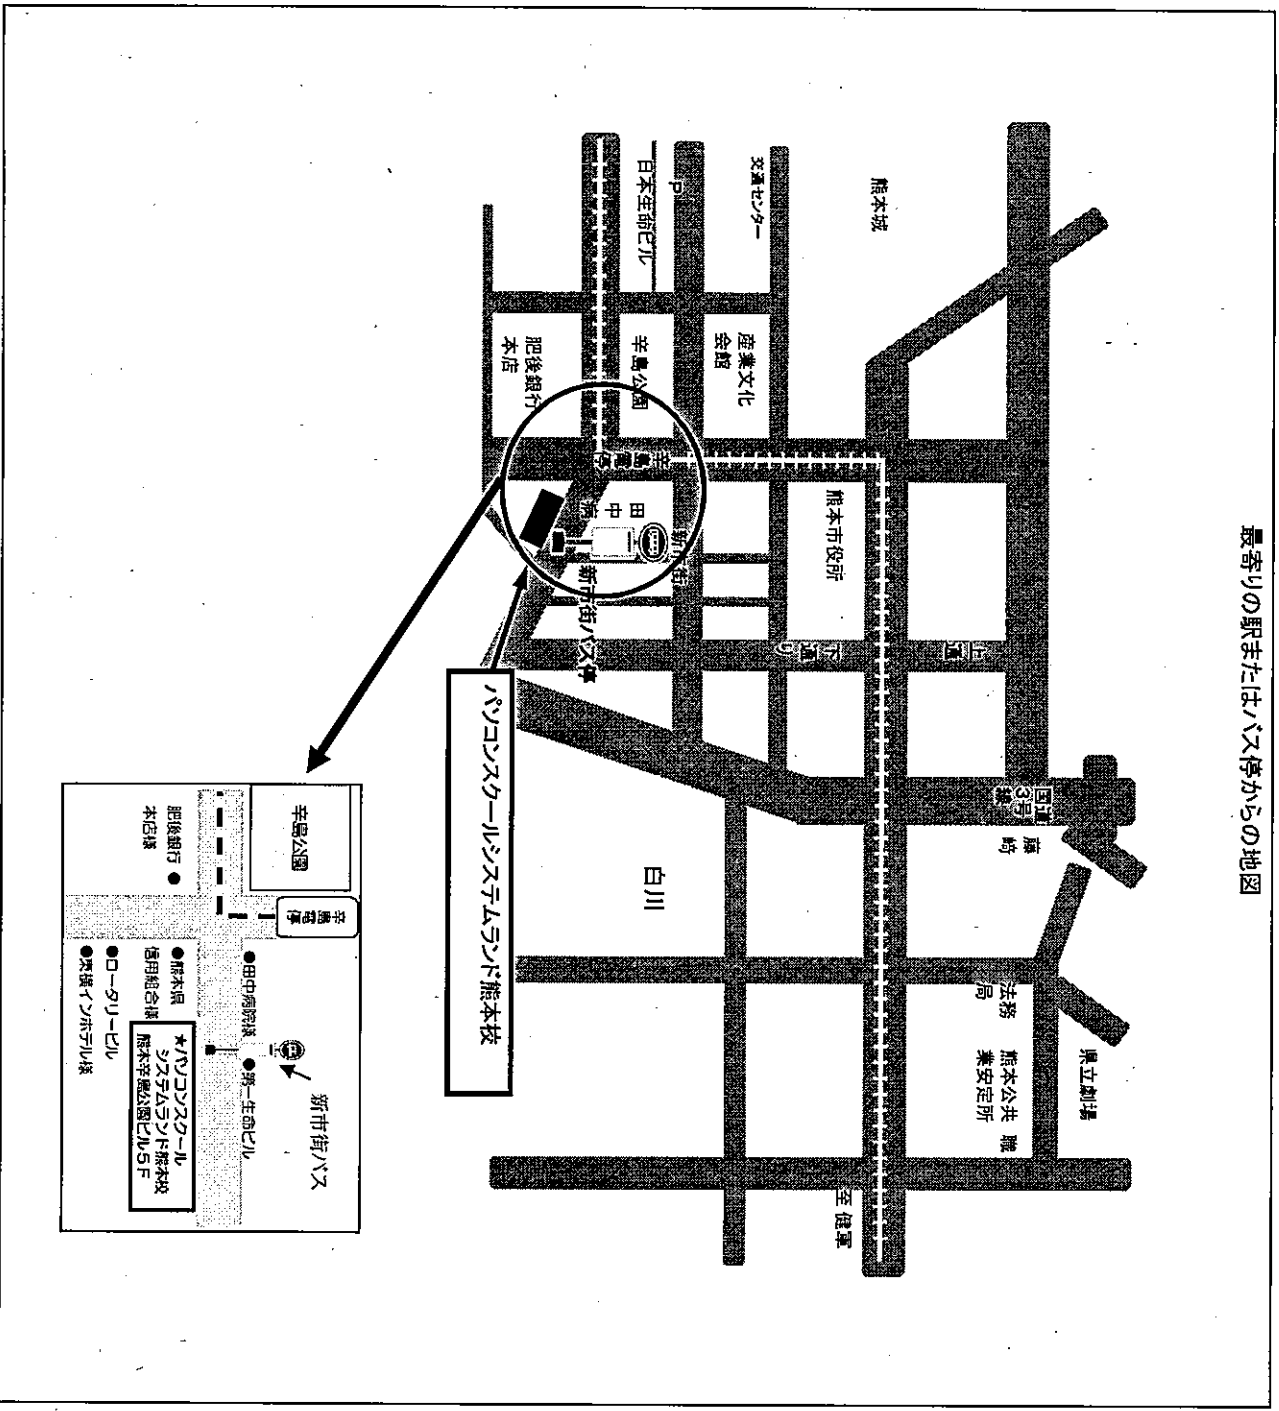 最寄りの駅またはバス停からの地図
熊本城
交通センター
P
日本生命ビル
産業文化
会館
辛島公園
肥後銀行
本店
辛島電停
田中病
新市街
新市街バス停
熊本市役所
上通
下通り
国道
3号
線
藤崎
白川
法務
局
熊本公共 職
業安定所
県立劇場
至 健軍
パソコンスクールシステムランド熊本校
辛島公園
辛島電停
肥後銀行
本店様
●田中病院様
●第一生命ビル
新市街バス
●熊本県
信用組合様
●ロータリービル
●東横インホテル様
★パソコンスクール
システムランド熊本校
熊本辛島公園ビル5F